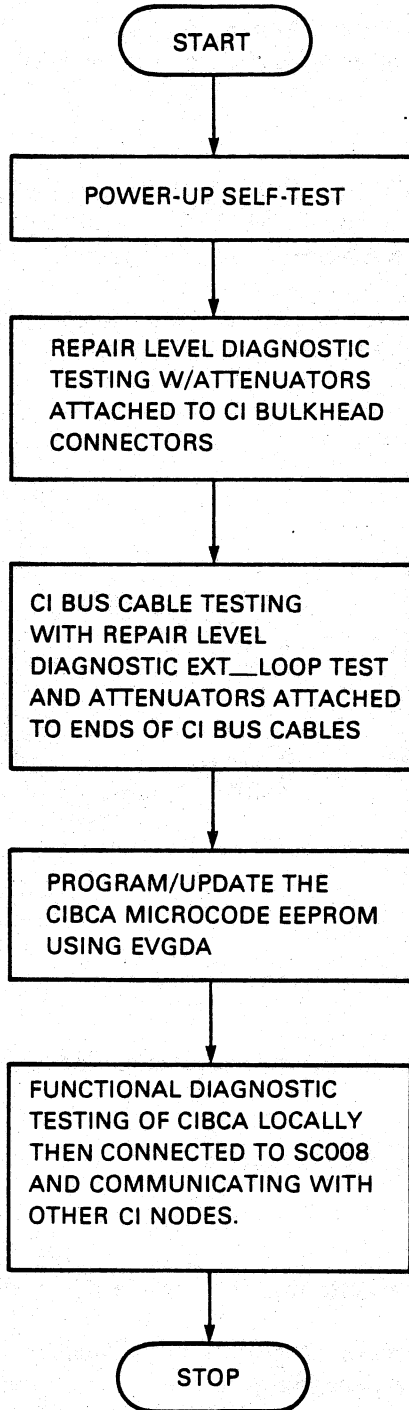 START
POWER-UP SELF-TEST
REPAIR LEVEL DIAGNOSTIC
TESTING W/ATTENUATORS
ATTACHED TO CI BULKHEAD
CONNECTORS
CI BUS CABLE TESTING
WITH REPAIR LEVEL
DIAGNOSTIC EXT__LOOP TEST
AND ATTENUATORS ATTACHED
TO ENDS OF CI BUS CABLES
PROGRAM/UPDATE THE
CIBCA MICROCODE EEPROM
USING EVGDA
FUNCTIONAL DIAGNOSTIC
TESTING OF CIBCA LOCALLY
THEN CONNECTED TO SC008
AND COMMUNICATING WITH
OTHER CI NODES.
STOP